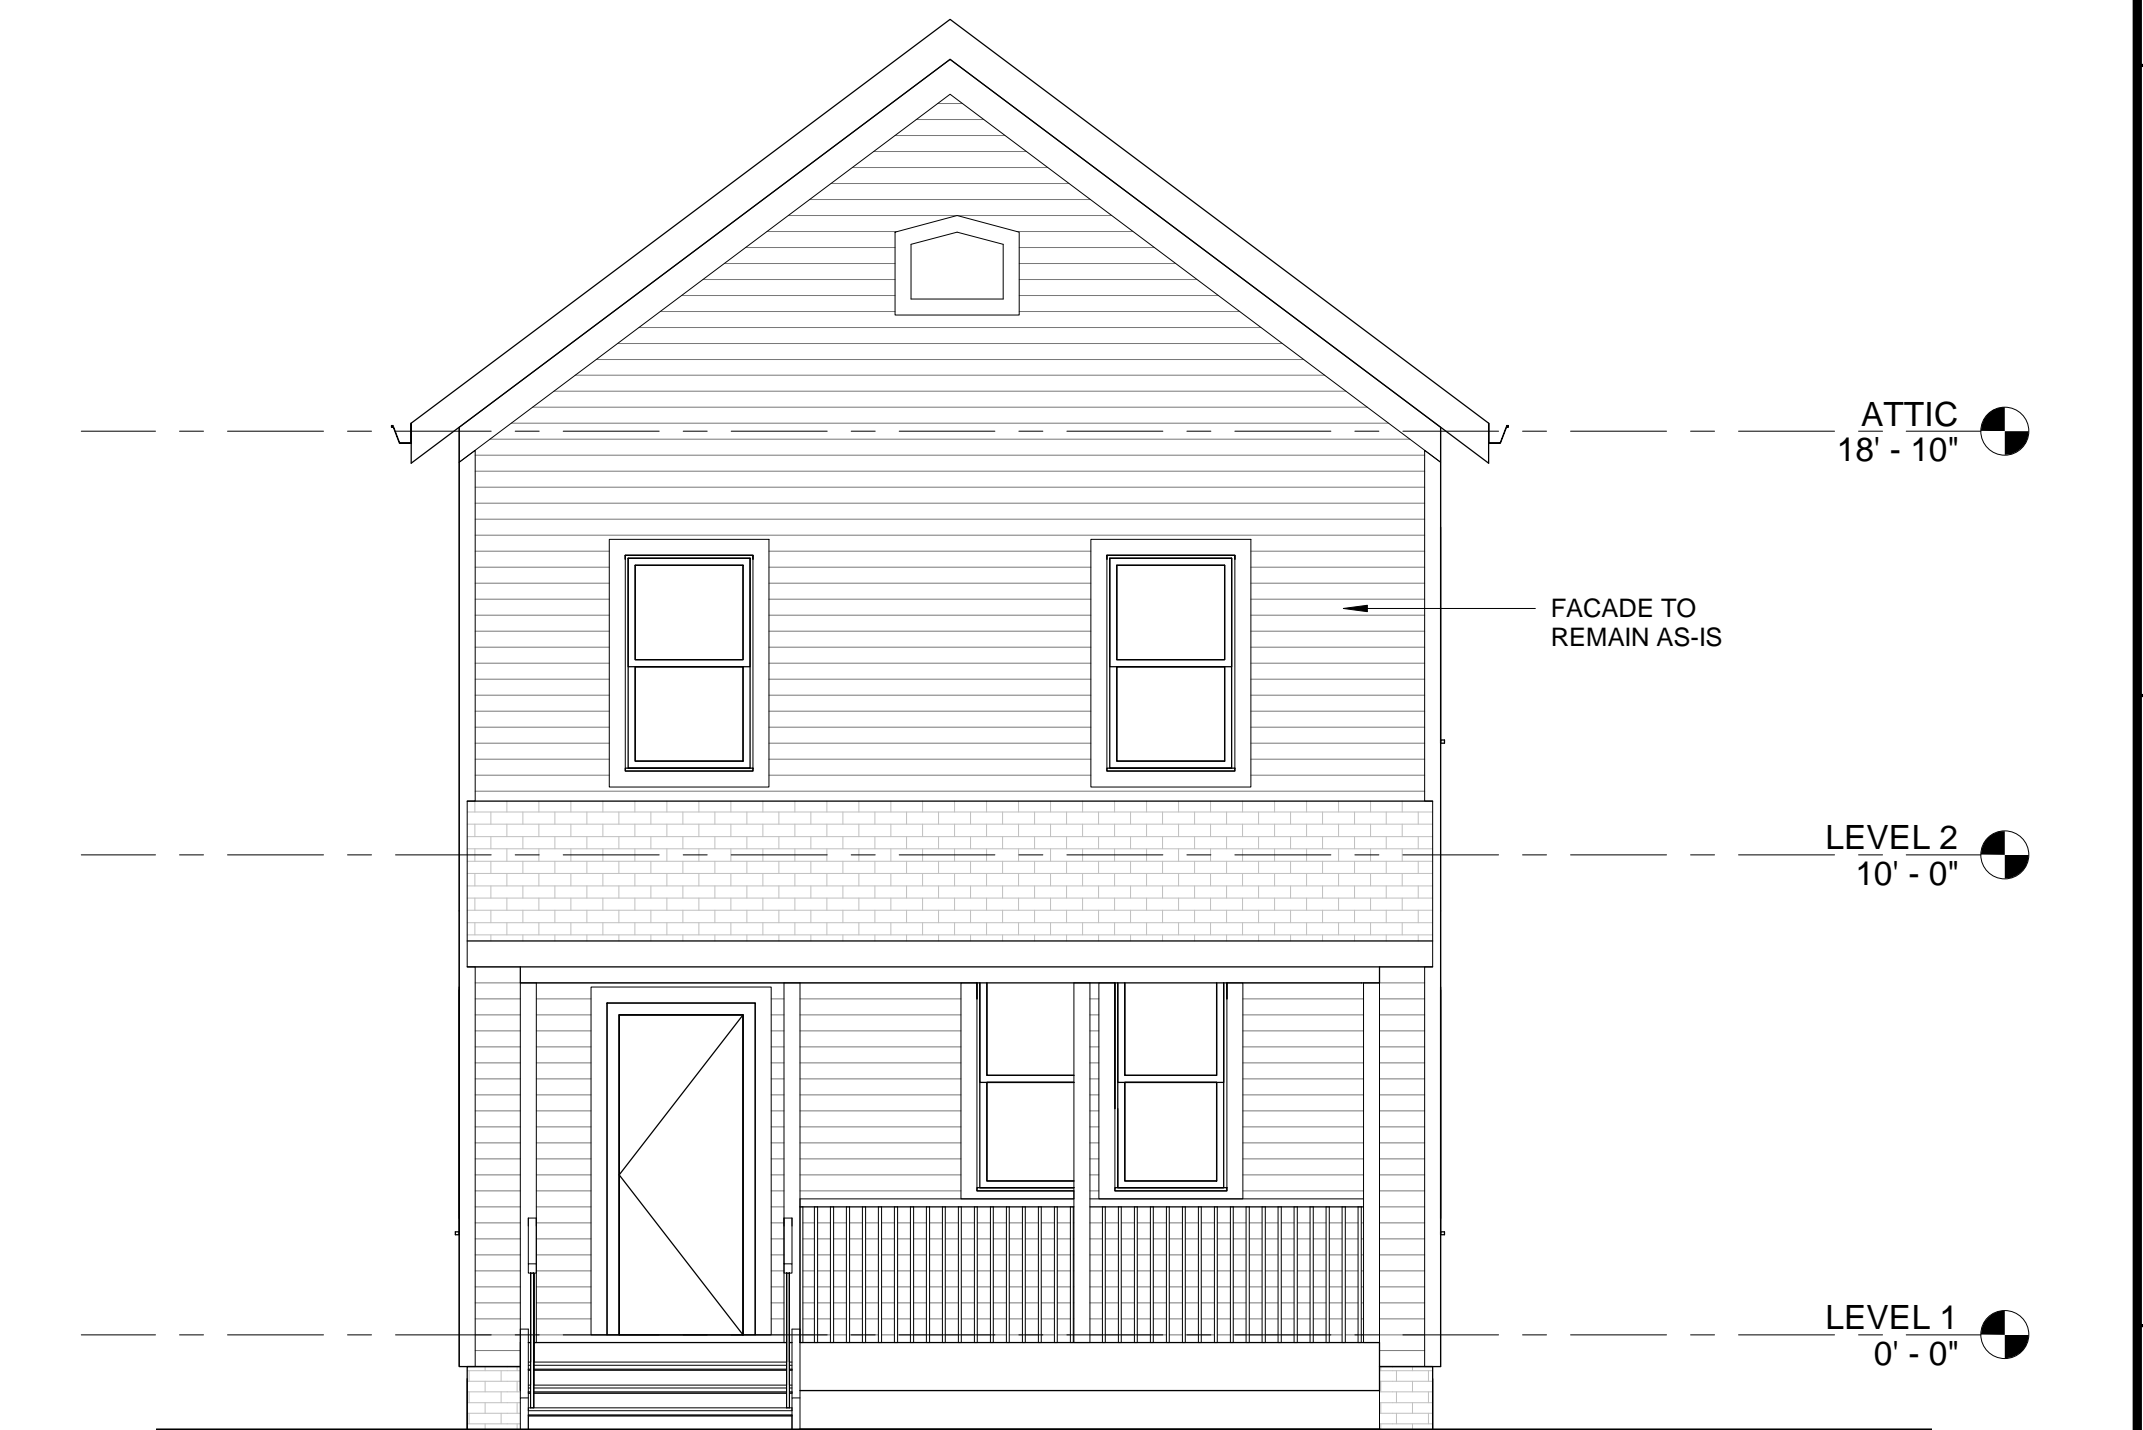 ATTIC
18' - 10"
FACADE TO
REMAIN AS-IS
LEVEL 2
10' - 0"
LEVEL 1
0' - 0"